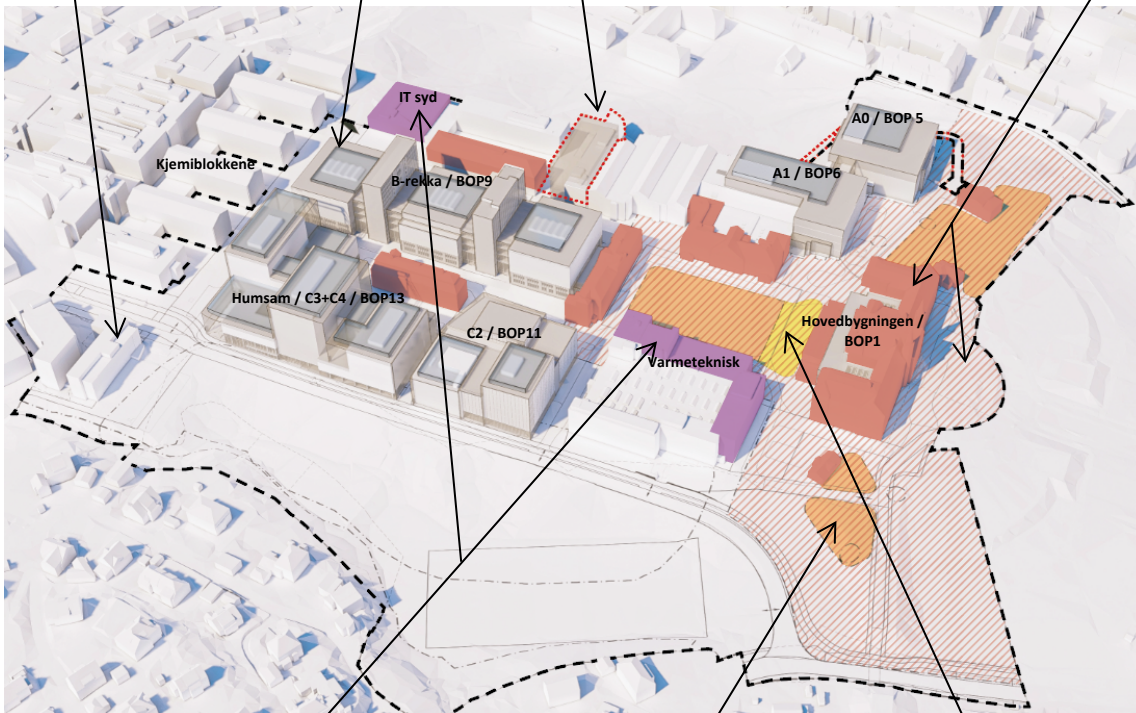 IT syd
A0 / BOP 5
Kjemiblokkene
B-rekka / BOP9
A1 / BOP6
Humsam / C3+C4 / BOP13
C2 / BOP11
Hovedbygningen /
BOP1
Varmeteknisk